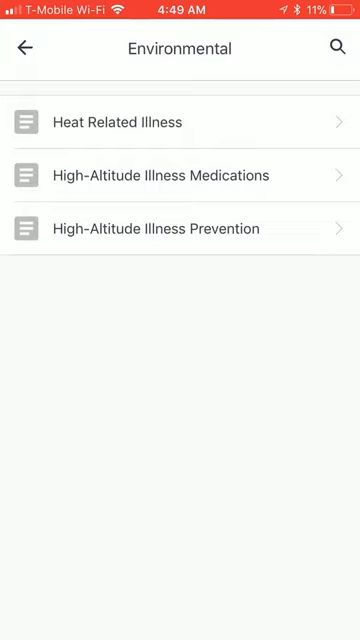 T-Mobile Wi-Fi 4:49 AM 11%
Environmental
Heat Related Illness
High-Altitude Illness Medications
High-Altitude Illness Prevention